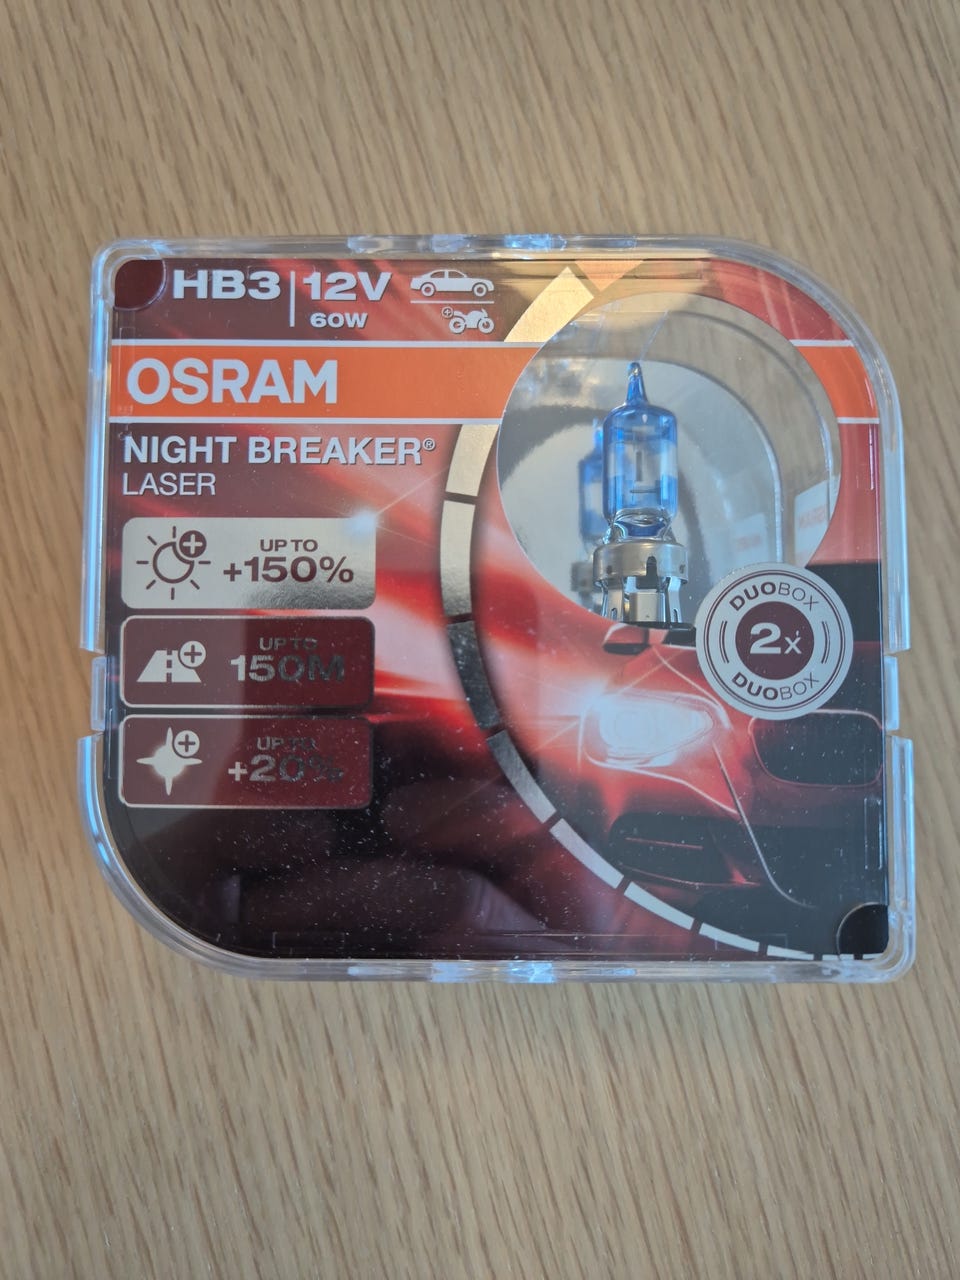 HB3 12V
60W
OSRAM
NIGHT BREAKER®
LASER
UP TO
+150%
UP TO
150M
UP TO
+20%
DUOBOX
2x
DUOBOX